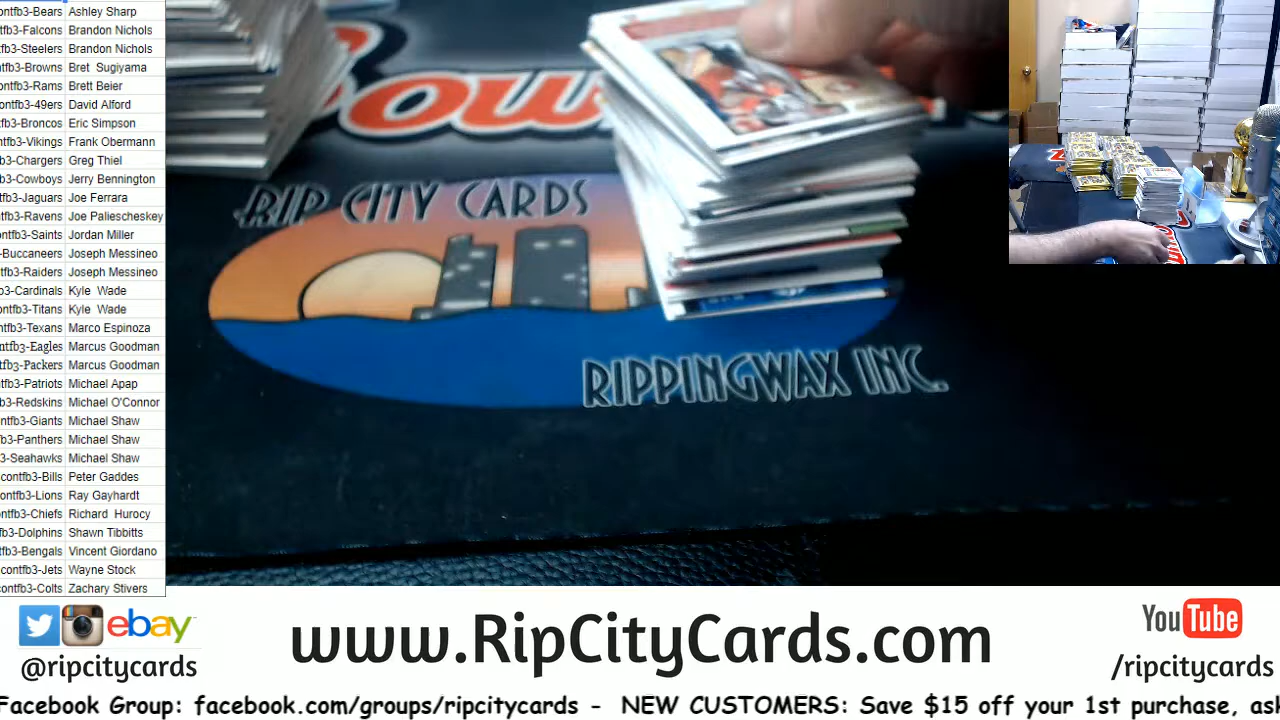 ontfb3-Bears Ashley Sharp
tfb3-Falcons Brandon Nichols
tfb3-Steelers Brandon Nichols
tfb3-Browns Bret Sugiyama
ntfb3-Rams Brett Beier
ontfb3-49ers David Alford
tfb3-Broncos Eric Simpson
tfb3-Vikings Frank Obermann
b3-Chargers Greg Thiel
b3-Cowboys Jerry Bennington
b3-Jaguars Joe Ferrara
tfb3-Ravens Joe Paliescheskey
ntfb3-Saints Jordan Miller
-Buccaneers Joseph Messineo
tfb3-Raiders Joseph Messineo
b3-Cardinals Kyle Wade
ntfb3-Titans Kyle Wade
tfb3-Texans Marco Espinoza
ntfb3-Eagles Marcus Goodman
tfb3-Packers Marcus Goodman
tfb3-Patriots Michael Apap
b3-Redskins Michael O'Connor
ntfb3-Giants Michael Shaw
b3-Panthers Michael Shaw
3-Seahawks Michael Shaw
contfb3-Bills Peter Gaddes
ontfb3-Lions Ray Gayhardt
ntfb3-Chiefs Richard Hurocy
fb3-Dolphins Shawn Tibbitts
tfb3-Bengals Vincent Giordano
contfb3-Jets Wayne Stock
contfb3-Colts Zachary Stivers
RIP CITY CARDS
RIPPINGWAX INC.
ebay
@ripcitycards
www.RipCityCards.com
YouTube
/ripcitycards
Facebook Group: facebook.com/groups/ripcitycards - NEW CUSTOMERS: Save $15 off your 1st purchase, ask